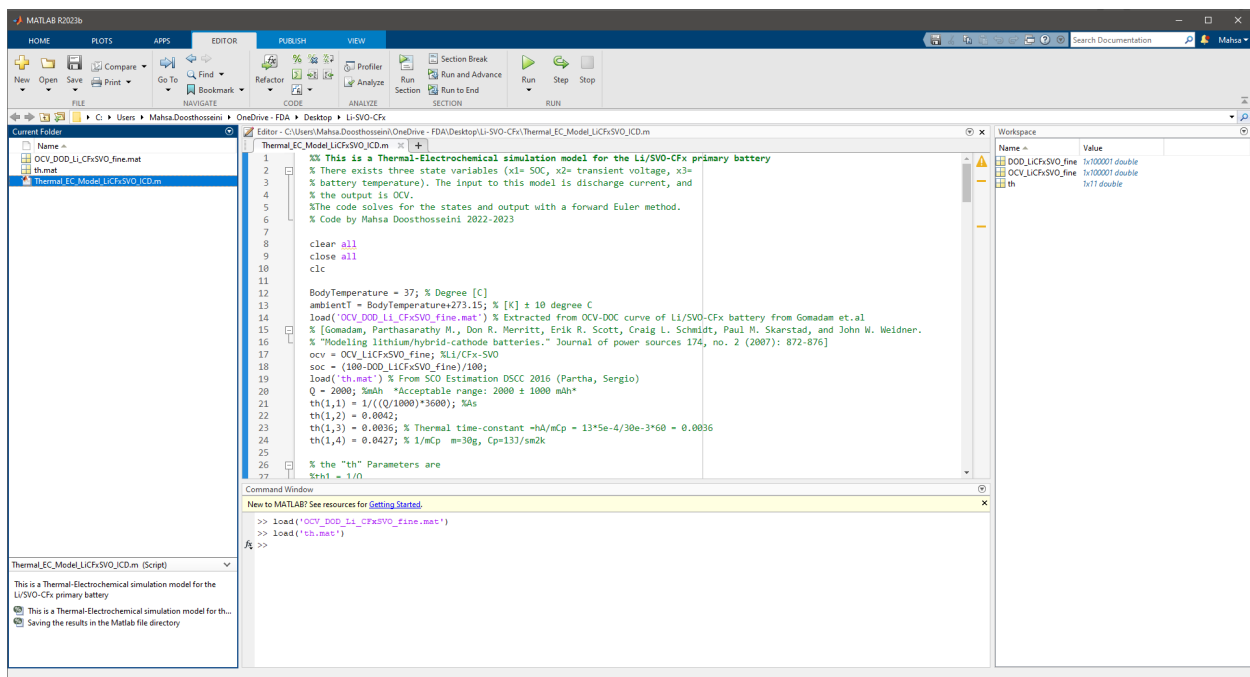 MATLAB R2023b
HOME PLOTS APPS EDITOR PUBLISH VIEW Search Documentation Mahsa
New Open Save Compare Print
Go To Find Bookmark
Refactor
Profiler Analyze
Run Section Section Break Run and Advance Run to End
Run Step Stop
FILE NAVIGATE CODE ANALYZE SECTION RUN
C: Users Mahsa.Doosthosseini OneDrive - FDA Desktop Li-SVO-CFx
Current Folder
Name
OCV_DOD_Li_CFxSVO_fine.mat
th.mat
Thermal_EC_Model_LiCFxSVO_ICD.m
Thermal_EC_Model_LiCFxSVO_ICD.m (Script)
This is a Thermal-Electrochemical simulation model for the
Li/SVO-CFx primary battery
This is a Thermal-Electrochemical simulation model for th...
Saving the results in the Matlab file directory
Editor - C:\Users\Mahsa.Doosthosseini\OneDrive - FDA\Desktop\Li-SVO-CFx\Thermal_EC_Model_LiCFxSVO_ICD.m
Thermal_EC_Model_LiCFxSVO_ICD.m
1 %% This is a Thermal-Electrochemical simulation model for the Li/SVO-CFx primary battery
2 % There exists three state variables (x1= SOC, x2= transient voltage, x3=
3 % battery temperature). The input to this model is discharge current, and
4 % the output is OCV.
5 %The code solves for the states and output with a forward Euler method.
6 % Code by Mahsa Doosthosseini 2022-2023
7
8 clear all
9 close all
10 clc
11
12 BodyTemperature = 37; % Degree [C]
13 ambientT = BodyTemperature+273.15; % [K] ± 10 degree C
14 load('OCV_DOD_Li_CFxSVO_fine.mat') % Extracted from OCV-DOC curve of Li/SVO-CFx battery from Gomadam et.al
15 % [Gomadam, Parthasarathy M., Don R. Merritt, Erik R. Scott, Craig L. Schmidt, Paul M. Skarstad, and John W. Weidner.
16 % "Modeling lithium/hybrid-cathode batteries." Journal of power sources 174, no. 2 (2007): 872-876]
17 ocv = OCV_LiCFxSVO_fine; %Li/CFx-SVO
18 soc = (100-DOD_LiCFxSVO_fine)/100;
19 load('th.mat') % From SCO Estimation DSCC 2016 (Partha, Sergio)
20 Q = 2000; %mAh *Acceptable range: 2000 ± 1000 mAh*
21 th(1,1) = 1/((Q/1000)*3600); %As
22 th(1,2) = 0.0042;
23 th(1,3) = 0.0036; % Thermal time-constant =hA/mCp = 13*5e-4/30e-3*60 = 0.0036
24 th(1,4) = 0.0427; % 1/mCp m=30g, Cp=13J/sm2k
25
26 % the "th" Parameters are
27 %th1 = 1/Q
Command Window
New to MATLAB? See resources for Getting Started.
>> load('OCV_DOD_Li_CFxSVO_fine.mat')
>> load('th.mat')
fx >>
Workspace
Name Value
DOD_LiCFxSVO_fine 1x100001 double
OCV_LiCFxSVO_fine 1x100001 double
th 1x11 double